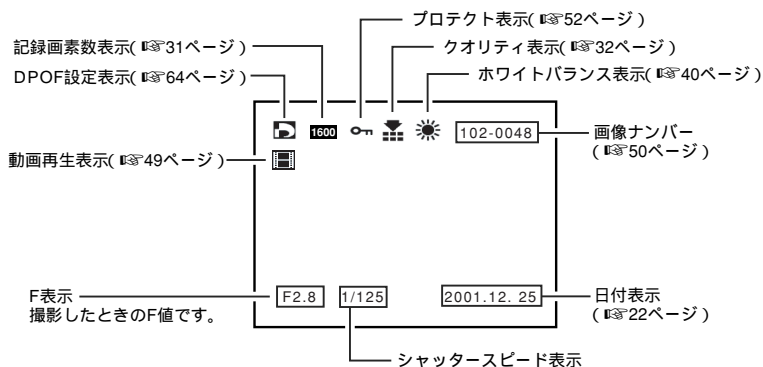 プロテクト表示( ☞52ページ )
記録画素数表示( ☞31ページ )
クオリティ表示( ☞32ページ )
DPOF設定表示( ☞64ページ )
ホワイトバランス表示( ☞40ページ )
1600
102-0048
画像ナンバー
( ☞50ページ )
動画再生表示( ☞49ページ )
F表示
撮影したときのF値です。
F2.8
1/125
2001.12. 25
日付表示
( ☞22ページ )
シャッタースピード表示